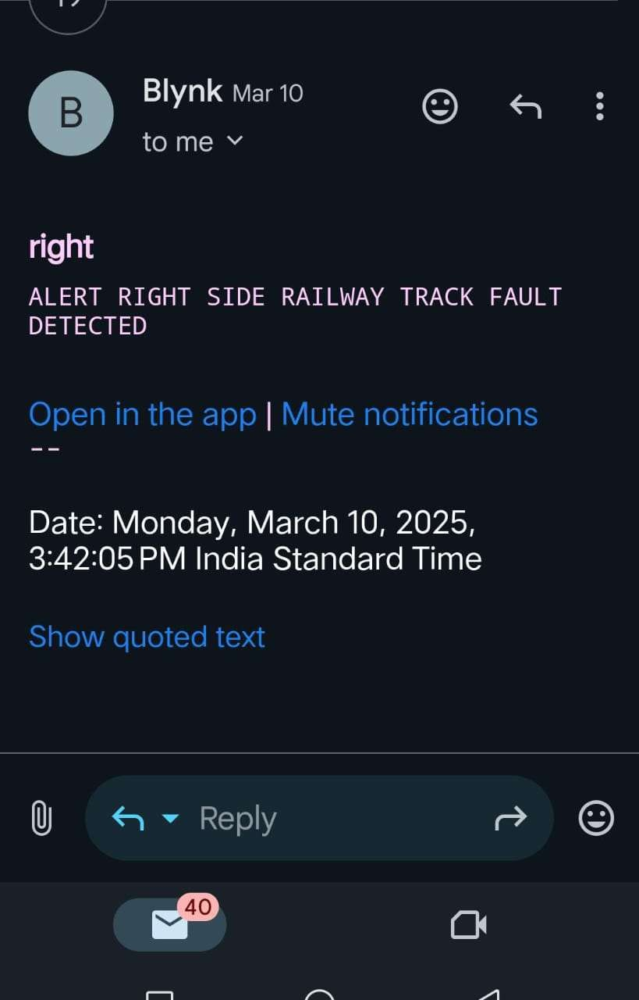 B
Blynk Mar 10
to me
right
ALERT RIGHT SIDE RAILWAY TRACK FAULT
DETECTED
Open in the app | Mute notifications
--
Date: Monday, March 10, 2025,
3:42:05 PM India Standard Time
Show quoted text
Reply
40